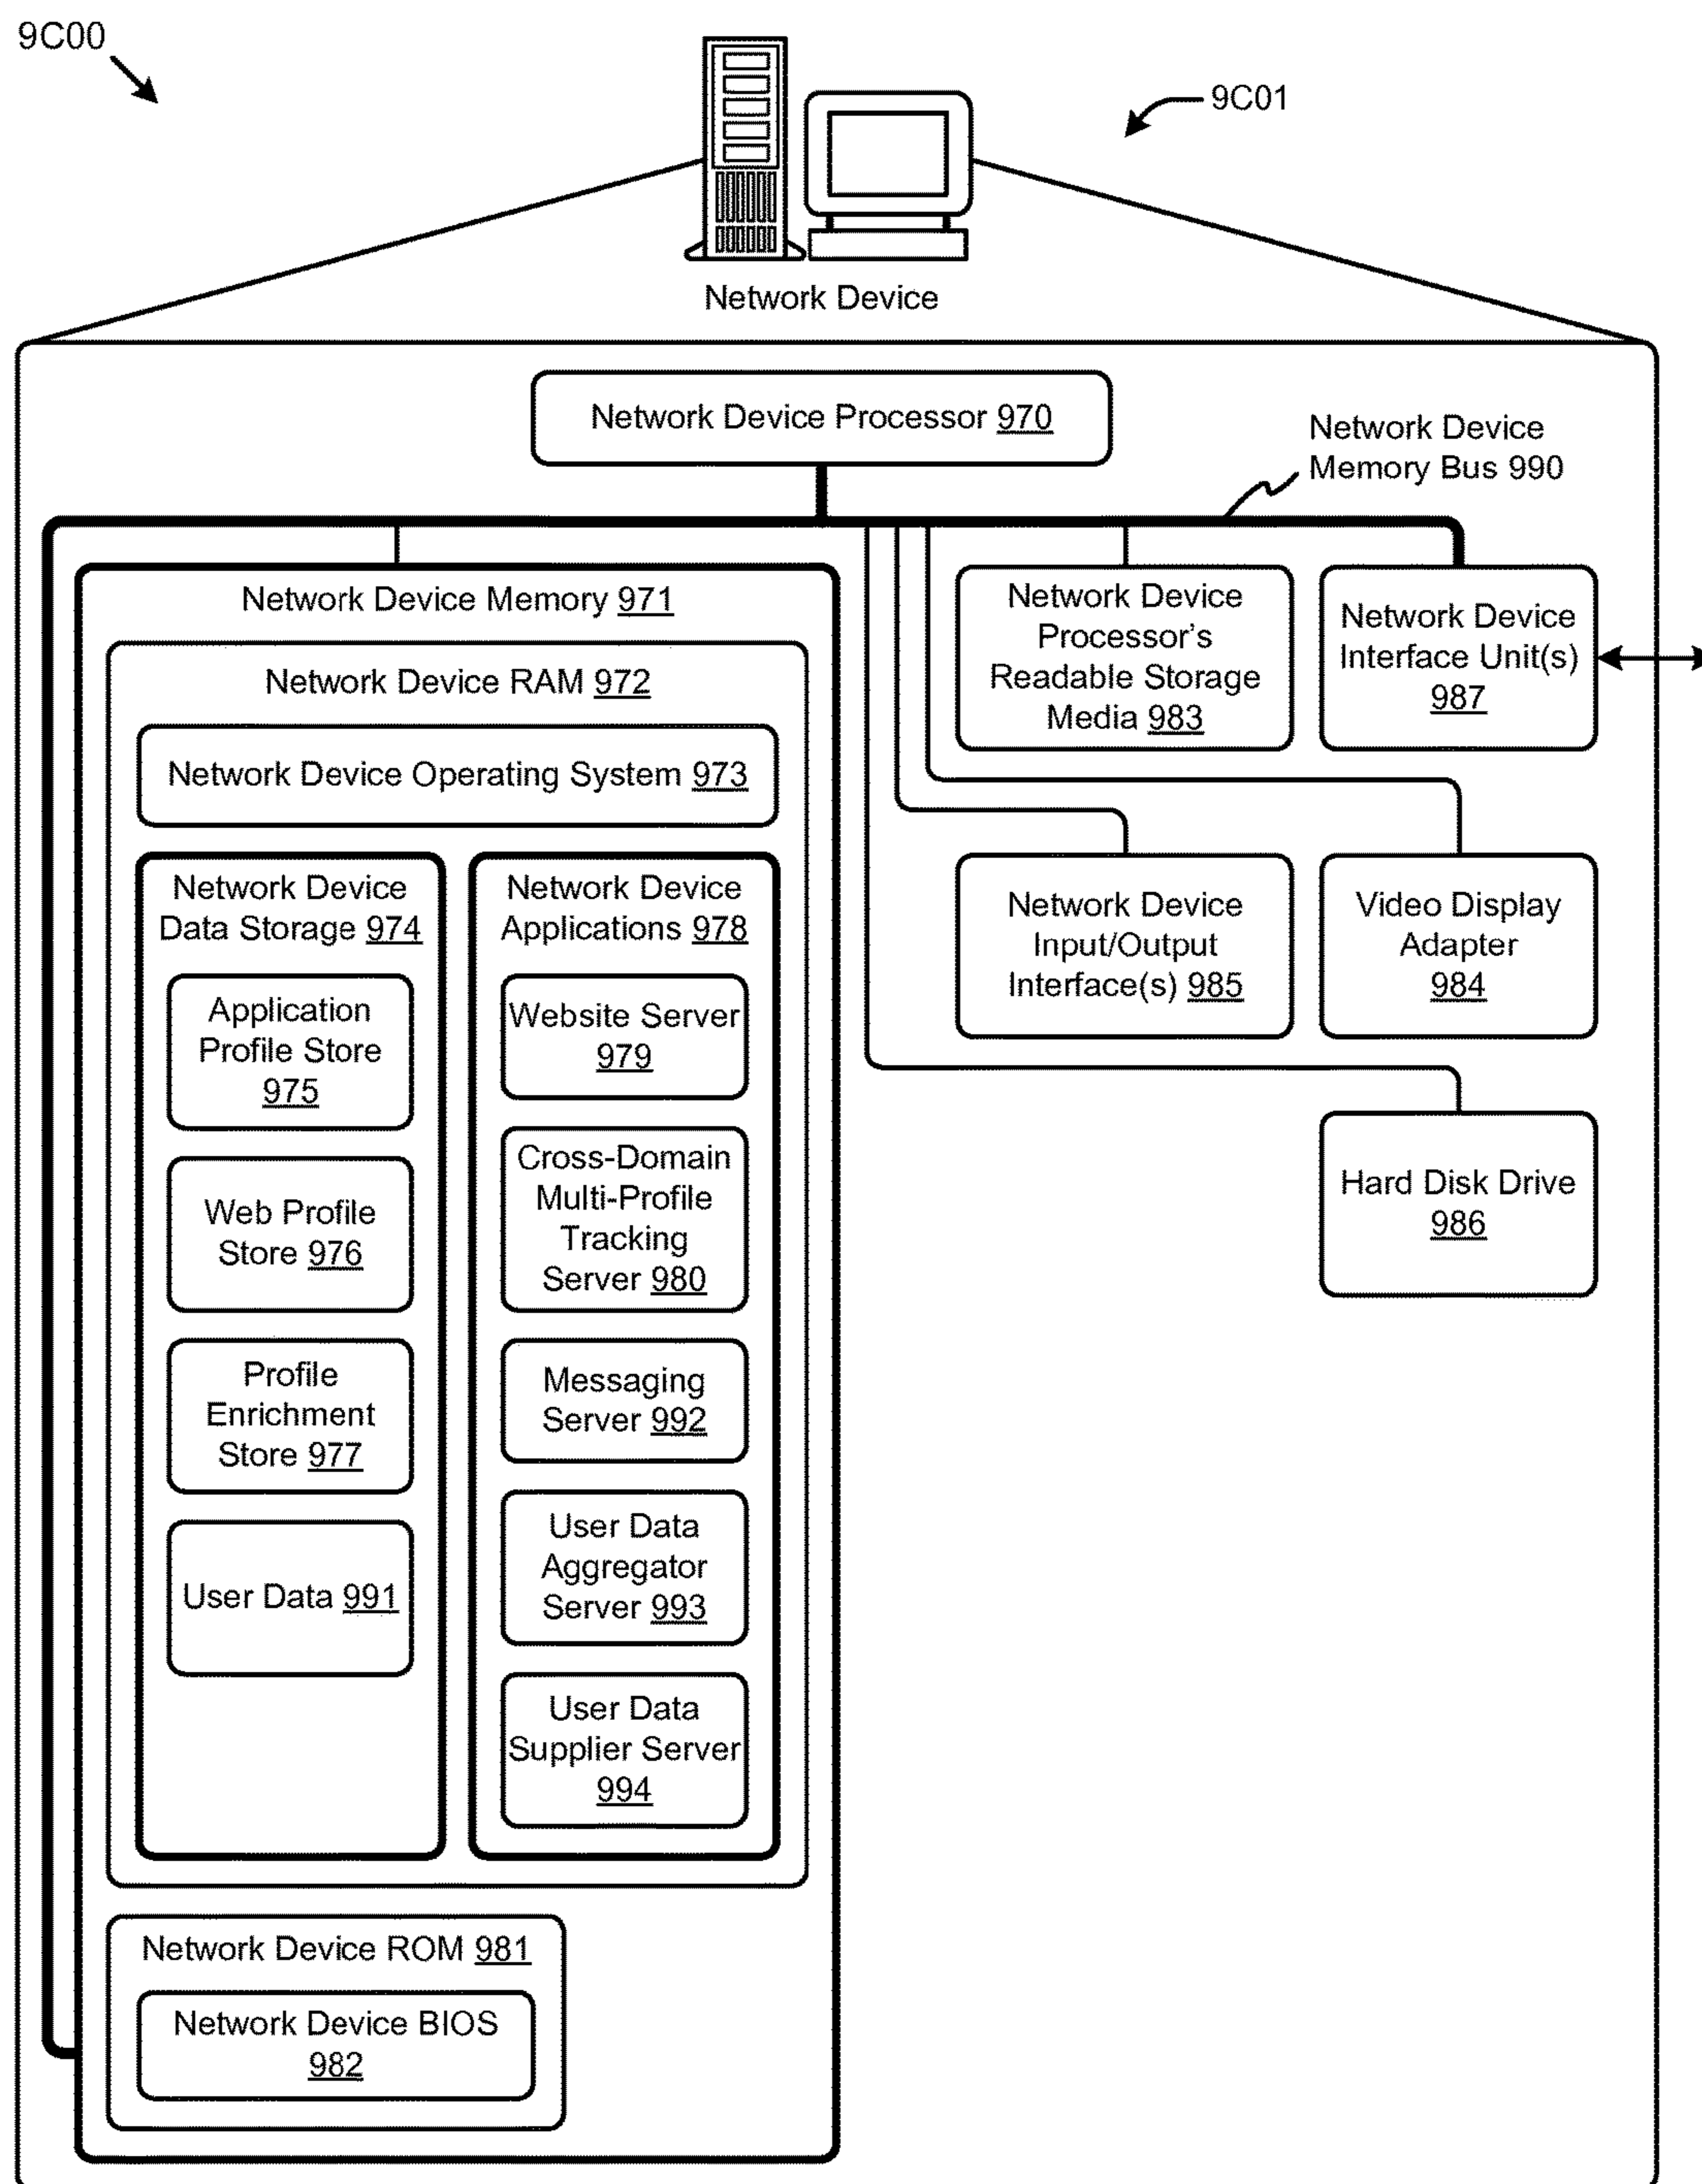 9C00
9C01
Network Device
Network Device Processor 970
Network Device
Memory Bus 990
Network Device Memory 971
Network Device RAM 972
Network Device Operating System 973
Network Device
Data Storage 974
Application
Profile Store
975
Web Profile
Store 976
Profile
Enrichment
Store 977
User Data 991
Network Device
Applications 978
Website Server
979
Cross-Domain
Multi-Profile
Tracking
Server 980
Messaging
Server 992
User Data
Aggregator
Server 993
User Data
Supplier Server
994
Network Device ROM 981
Network Device BIOS
982
Network Device
Processor's
Readable Storage
Media 983
Network Device
Interface Unit(s)
987
Network Device
Input/Output
Interface(s) 985
Video Display
Adapter
984
Hard Disk Drive
986